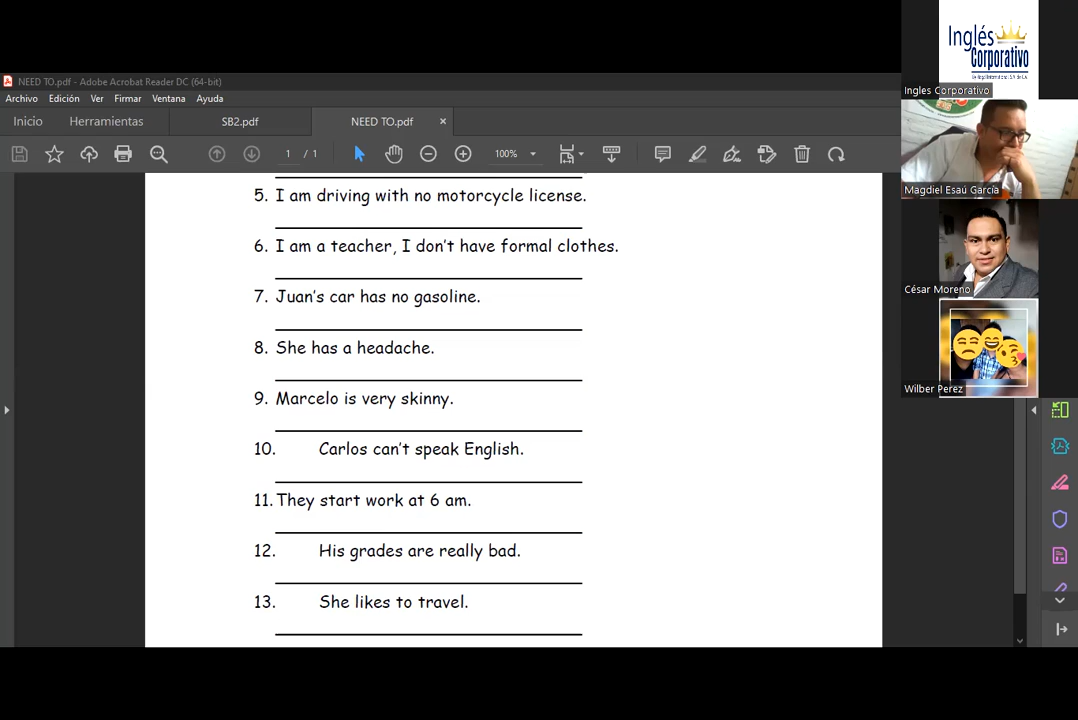 NEED TO.pdf - Adobe Acrobat Reader DC (64-bit)
Archivo Edición Ver Firmar Ventana Ayuda
Inicio Herramientas SB2.pdf NEED TO.pdf ×
1 / 1 100%
5. I am driving with no motorcycle license.
6. I am a teacher, I don't have formal clothes.
7. Juan's car has no gasoline.
8. She has a headache.
9. Marcelo is very skinny.
10. Carlos can't speak English.
11. They start work at 6 am.
12. His grades are really bad.
13. She likes to travel.
Inglés
Corporativo
Ingles Corporativo
Magdiel Esaú García
César Moreno
Wilber Perez